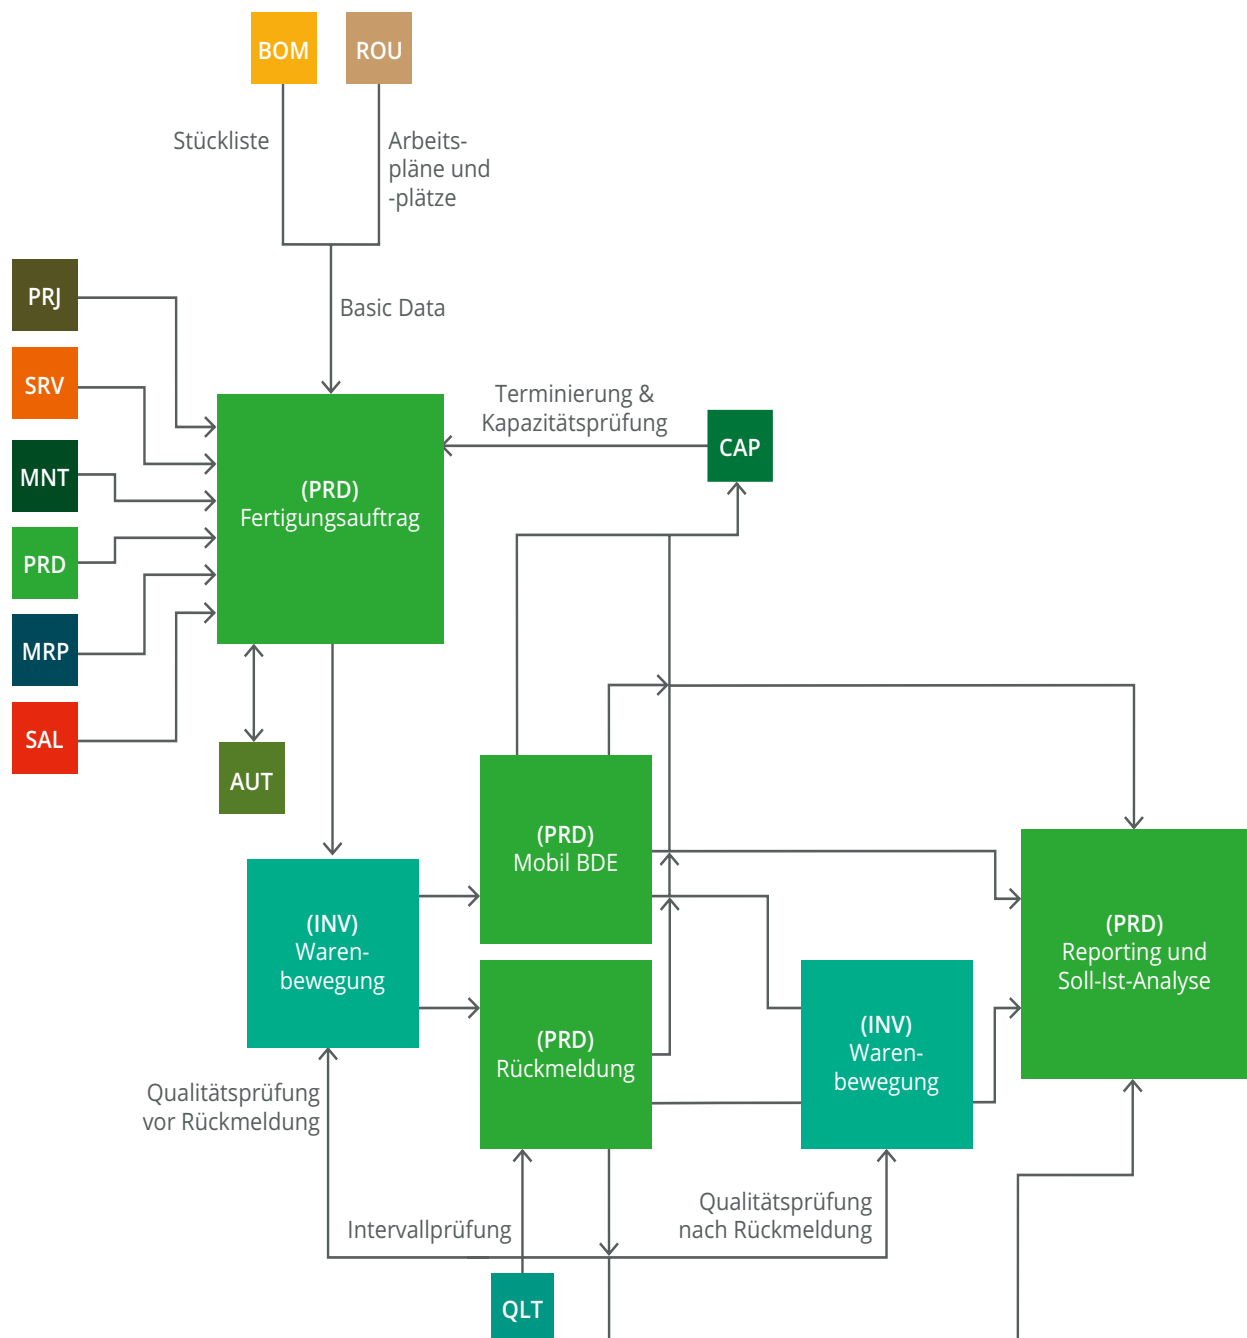 BOM
ROU
Stückliste
Arbeits-
pläne und
-plätze
Basic Data
PRJ
SRV
MNT
PRD
MRP
SAL
(PRD)
Fertigungsauftrag
Terminierung &
Kapazitätsprüfung
CAP
AUT
(PRD)
Mobil BDE
(INV)
Waren-
bewegung
(PRD)
Rückmeldung
(INV)
Waren-
bewegung
(PRD)
Reporting und
Soll-Ist-Analyse
Qualitätsprüfung
vor Rückmeldung
Intervallprüfung
Qualitätsprüfung
nach Rückmeldung
QLT